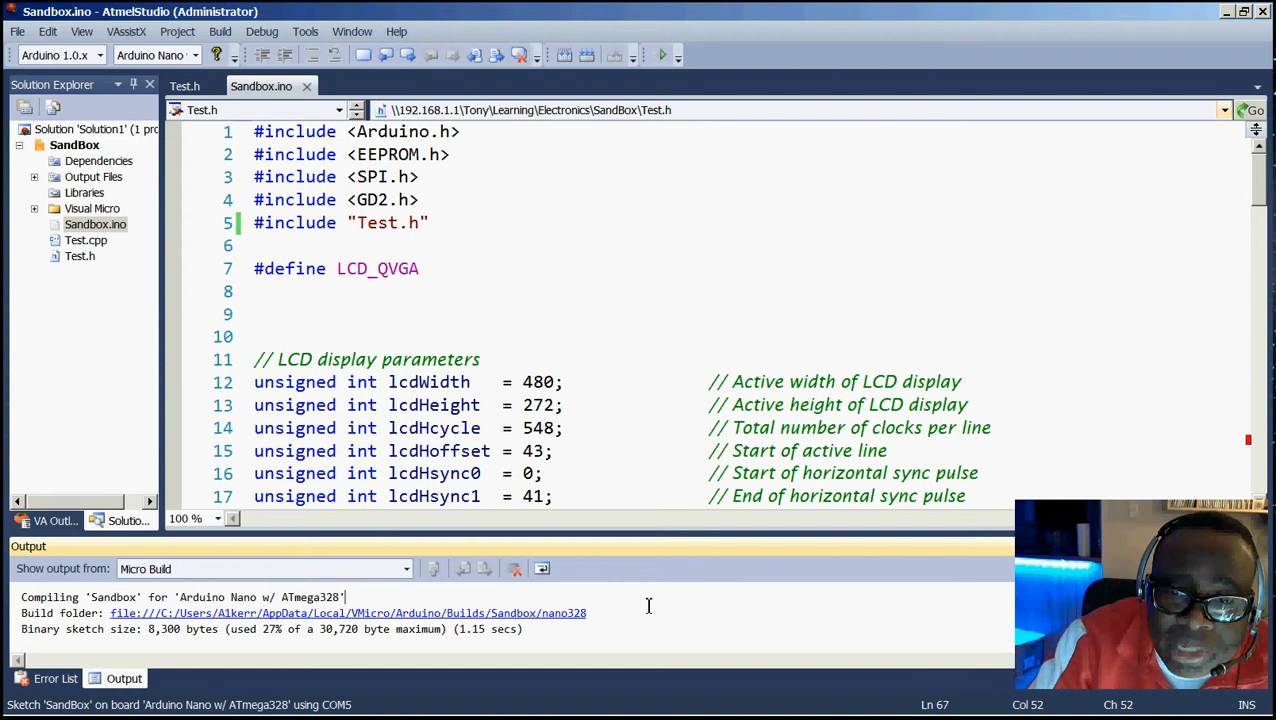 Sandbox.ino - AtmelStudio (Administrator)
File Edit View VAssistX Project Build Debug Tools Window Help
Arduino 1.0.x Arduino Nano
Solution Explorer
Test.h Sandbox.ino
Test.h \\192.168.1.1\Tony\Learning\Electronics\SandBox\Test.h Go
Solution 'Solution1' (1 pro
SandBox
Dependencies
Output Files
Libraries
Visual Micro
Sandbox.ino
Test.cpp
Test.h
1 #include <Arduino.h>
2 #include <EEPROM.h>
3 #include <SPI.h>
4 #include <GD2.h>
5 #include "Test.h"
6
7 #define LCD_QVGA
8
9
10
11 // LCD display parameters
12 unsigned int lcdWidth = 480; // Active width of LCD display
13 unsigned int lcdHeight = 272; // Active height of LCD display
14 unsigned int lcdHcycle = 548; // Total number of clocks per line
15 unsigned int lcdHoffset = 43; // Start of active line
16 unsigned int lcdHsync0 = 0; // Start of horizontal sync pulse
17 unsigned int lcdHsync1 = 41; // End of horizontal sync pulse
100 %
VA Outl... Solutio...
Output
Show output from: Micro Build
Compiling 'Sandbox' for 'Arduino Nano w/ ATmega328'
Build folder: file:///C:/Users/A1kerr/AppData/Local/VMicro/Arduino/Builds/Sandbox/nano328
Binary sketch size: 8,300 bytes (used 27% of a 30,720 byte maximum) (1.15 secs)
Error List Output
Sketch 'SandBox' on board 'Arduino Nano w/ ATmega328' using COM5 Ln 67 Col 52 Ch 52 INS